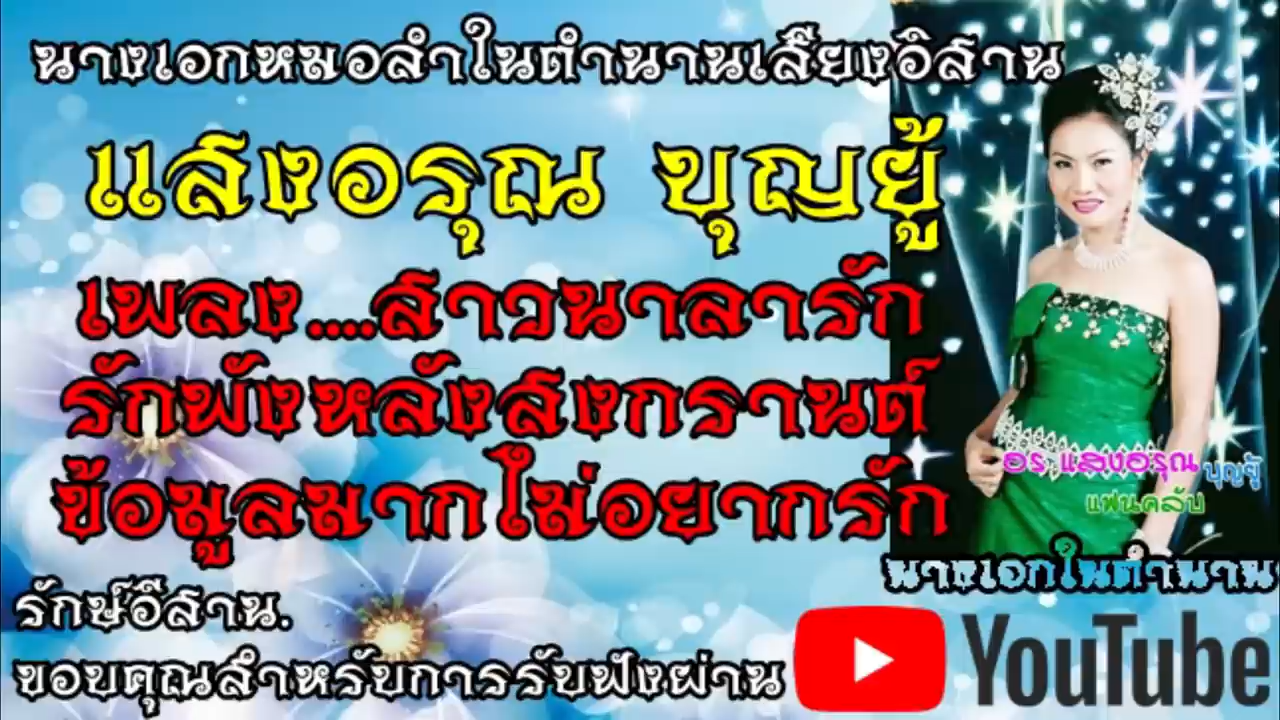 นางเอกหมอลำในตำนานเสียงอิสาน
แสงอรุณ บุญยู้
เพลง....สาวนาลารัก
รักพังหลังสงกรานต์
ข้อมูลมากไม่อยากรัก
อร แสงอรุณ บุญยู้
แฟนคลับ
นางเอกในตำนาน
รักษ์อีสาน.
ขอบคุณสำหรับการรับฟังผ่าน YouTube